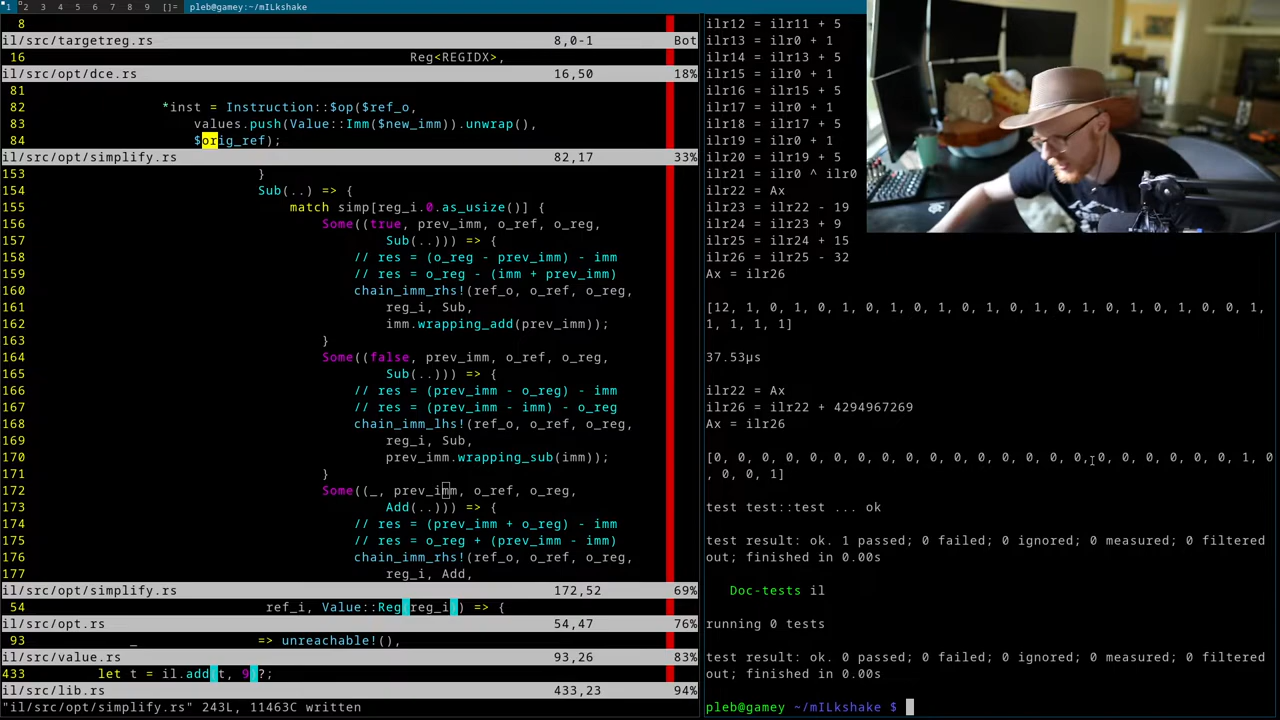 1 2 3 4 5 6 7 8 9 []= pleb@gamey:~/mILkshake
8
il/src/targetreg.rs 8,0-1 Bot
16 Reg<REGIDX>,
il/src/opt/dce.rs 16,50 18%
81
82 *inst = Instruction::$op($ref_o,
83 values.push(Value::Imm($new_imm)).unwrap(),
84 $orig_ref);
il/src/opt/simplify.rs 82,17 33%
153 }
154 Sub(..) => {
155 match simp[reg_i.0.as_usize()] {
156 Some((true, prev_imm, o_ref, o_reg,
157 Sub(..))) => {
158 // res = (o_reg - prev_imm) - imm
159 // res = o_reg - (imm + prev_imm)
160 chain_imm_rhs!(ref_o, o_ref, o_reg,
161 reg_i, Sub,
162 imm.wrapping_add(prev_imm));
163 }
164 Some((false, prev_imm, o_ref, o_reg,
165 Sub(..))) => {
166 // res = (prev_imm - o_reg) - imm
167 // res = (prev_imm - imm) - o_reg
168 chain_imm_lhs!(ref_o, o_ref, o_reg,
169 reg_i, Sub,
170 prev_imm.wrapping_sub(imm));
171 }
172 Some((_, prev_imm, o_ref, o_reg,
173 Add(..))) => {
174 // res = (prev_imm + o_reg) - imm
175 // res = o_reg + (prev_imm - imm)
176 chain_imm_rhs!(ref_o, o_ref, o_reg,
177 reg_i, Add,
il/src/opt/simplify.rs 172,52 69%
54 ref_i, Value::Reg(reg_i)) => {
il/src/opt.rs 54,47 76%
93 _ => unreachable!(),
il/src/value.rs 93,26 83%
433 let t = il.add(t, 9)?;
il/src/lib.rs 433,23 94%
"il/src/opt/simplify.rs" 243L, 11463C written
ilr12 = ilr11 + 5
ilr13 = ilr0 + 1
ilr14 = ilr13 + 5
ilr15 = ilr0 + 1
ilr16 = ilr15 + 5
ilr17 = ilr0 + 1
ilr18 = ilr17 + 5
ilr19 = ilr0 + 1
ilr20 = ilr19 + 5
ilr21 = ilr0 ^ ilr0
ilr22 = Ax
ilr23 = ilr22 - 19
ilr24 = ilr23 + 9
ilr25 = ilr24 + 15
ilr26 = ilr25 - 32
Ax = ilr26
[12, 1, 0, 1, 0, 1, 0, 1, 0, 1, 0, 1, 0, 1, 0, 1, 0, 1, 0, 1, 0, 0, 1,
1, 1, 1, 1]
37.53µs
ilr22 = Ax
ilr26 = ilr22 + 4294967269
Ax = ilr26
[0, 0, 0, 0, 0, 0, 0, 0, 0, 0, 0, 0, 0, 0, 0, 0, 0, 0, 0, 0, 0, 0, 1, 0
, 0, 0, 1]
test test::test ... ok
test result: ok. 1 passed; 0 failed; 0 ignored; 0 measured; 0 filtered
out; finished in 0.00s
Doc-tests il
running 0 tests
test result: ok. 0 passed; 0 failed; 0 ignored; 0 measured; 0 filtered
out; finished in 0.00s
pleb@gamey ~/mILkshake $